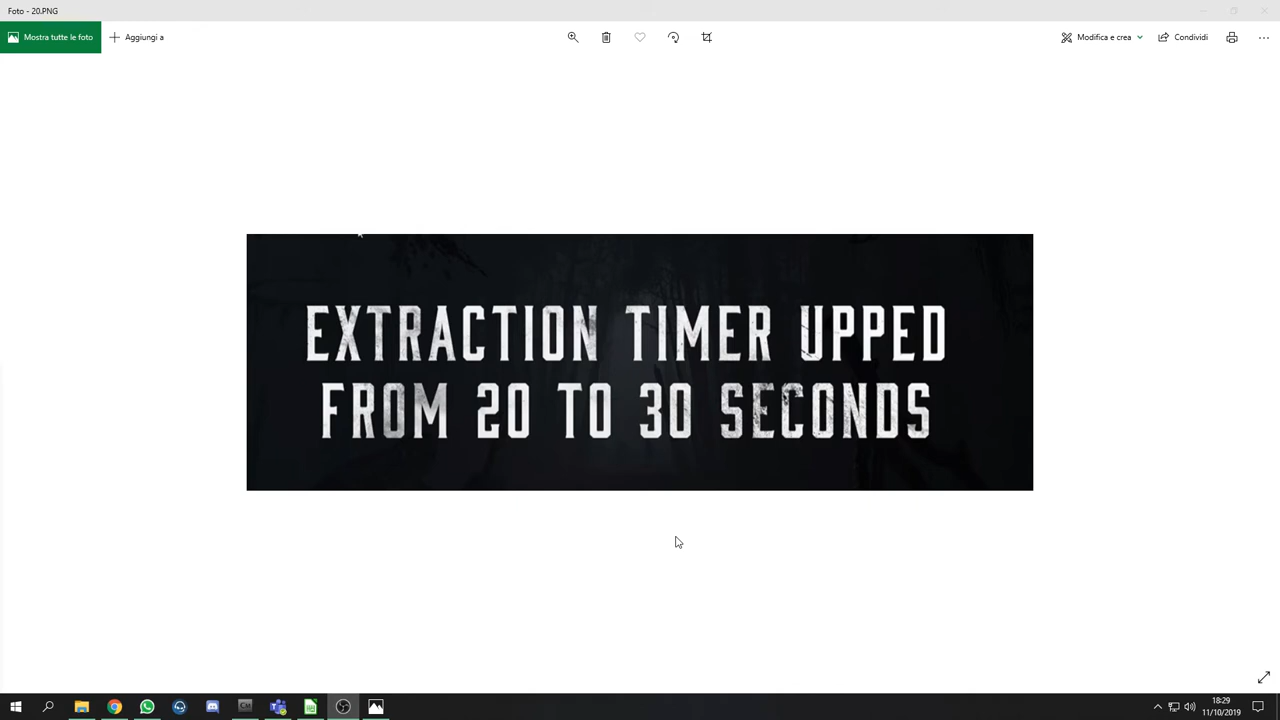 Foto - 20.PNG
Mostra tutte le foto
Aggiungi a
Modifica e crea
Condividi
EXTRACTION TIMER UPPED
FROM 20 TO 30 SECONDS
CM
18:29
11/10/2019